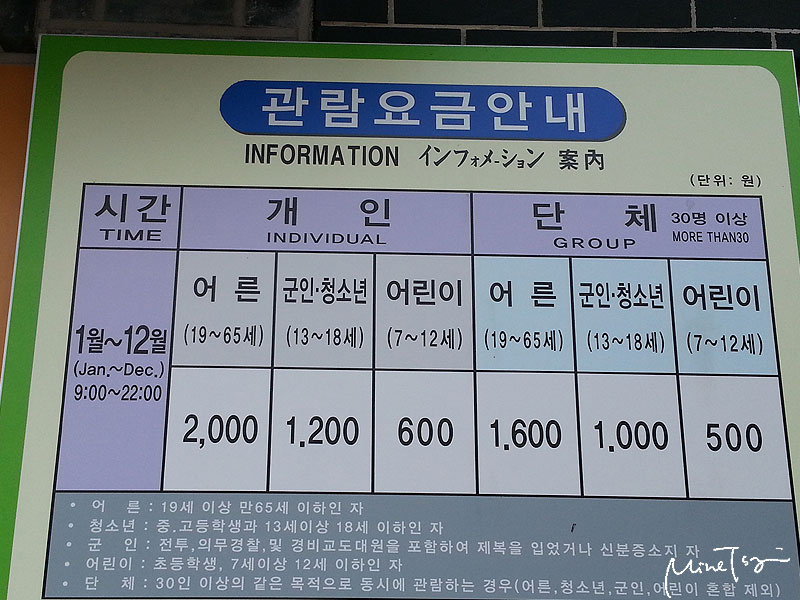 관람요금안내
INFORMATION インフォメーション 案內
(단위: 원)
시간 개 인 단 체 30명 이상
TIME INDIVIDUAL GROUP MORE THAN30
어 른 군인·청소년 어린이 어 른 군인·청소년 어린이
(19~65세) (13~18세) (7~12세) (19~65세) (13~18세) (7~12세)
1월~12월
(Jan.~Dec.)
9:00~22:00
2,000 1.200 600 1.600 1.000 500
• 어 른 : 19세 이상 만65세 이하인 자
• 청소년 : 중.고등학생과 13세이상 18세 이하인 자
• 군 인 : 전투,의무경찰,및 경비교도대원을 포함하여 제복을 입었거나 신분증소지 자
• 어린이 : 초등학생, 7세이상 12세 이하인 자
• 단 체 : 30인 이상의 같은 목적으로 동시에 관람하는 경우(어른,청소년,군인,어린이 혼합 제외)